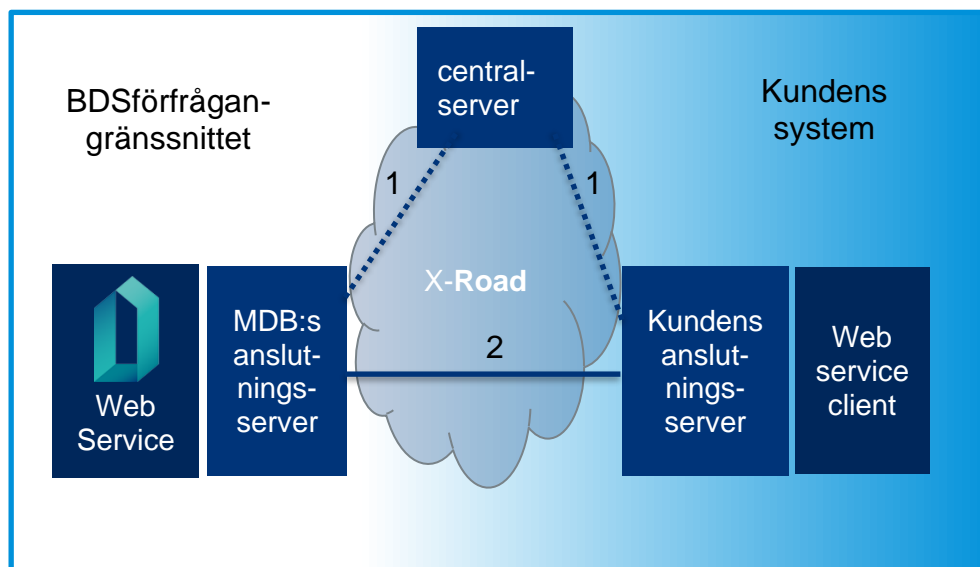 central-
server
BDSförfrågan-
gränssnittet
Kundens
system
1
1
X-Road
2
Web
Service
MDB:s
anslut-
nings-
server
Kundens
anslut-
nings-
server
Web
service
client